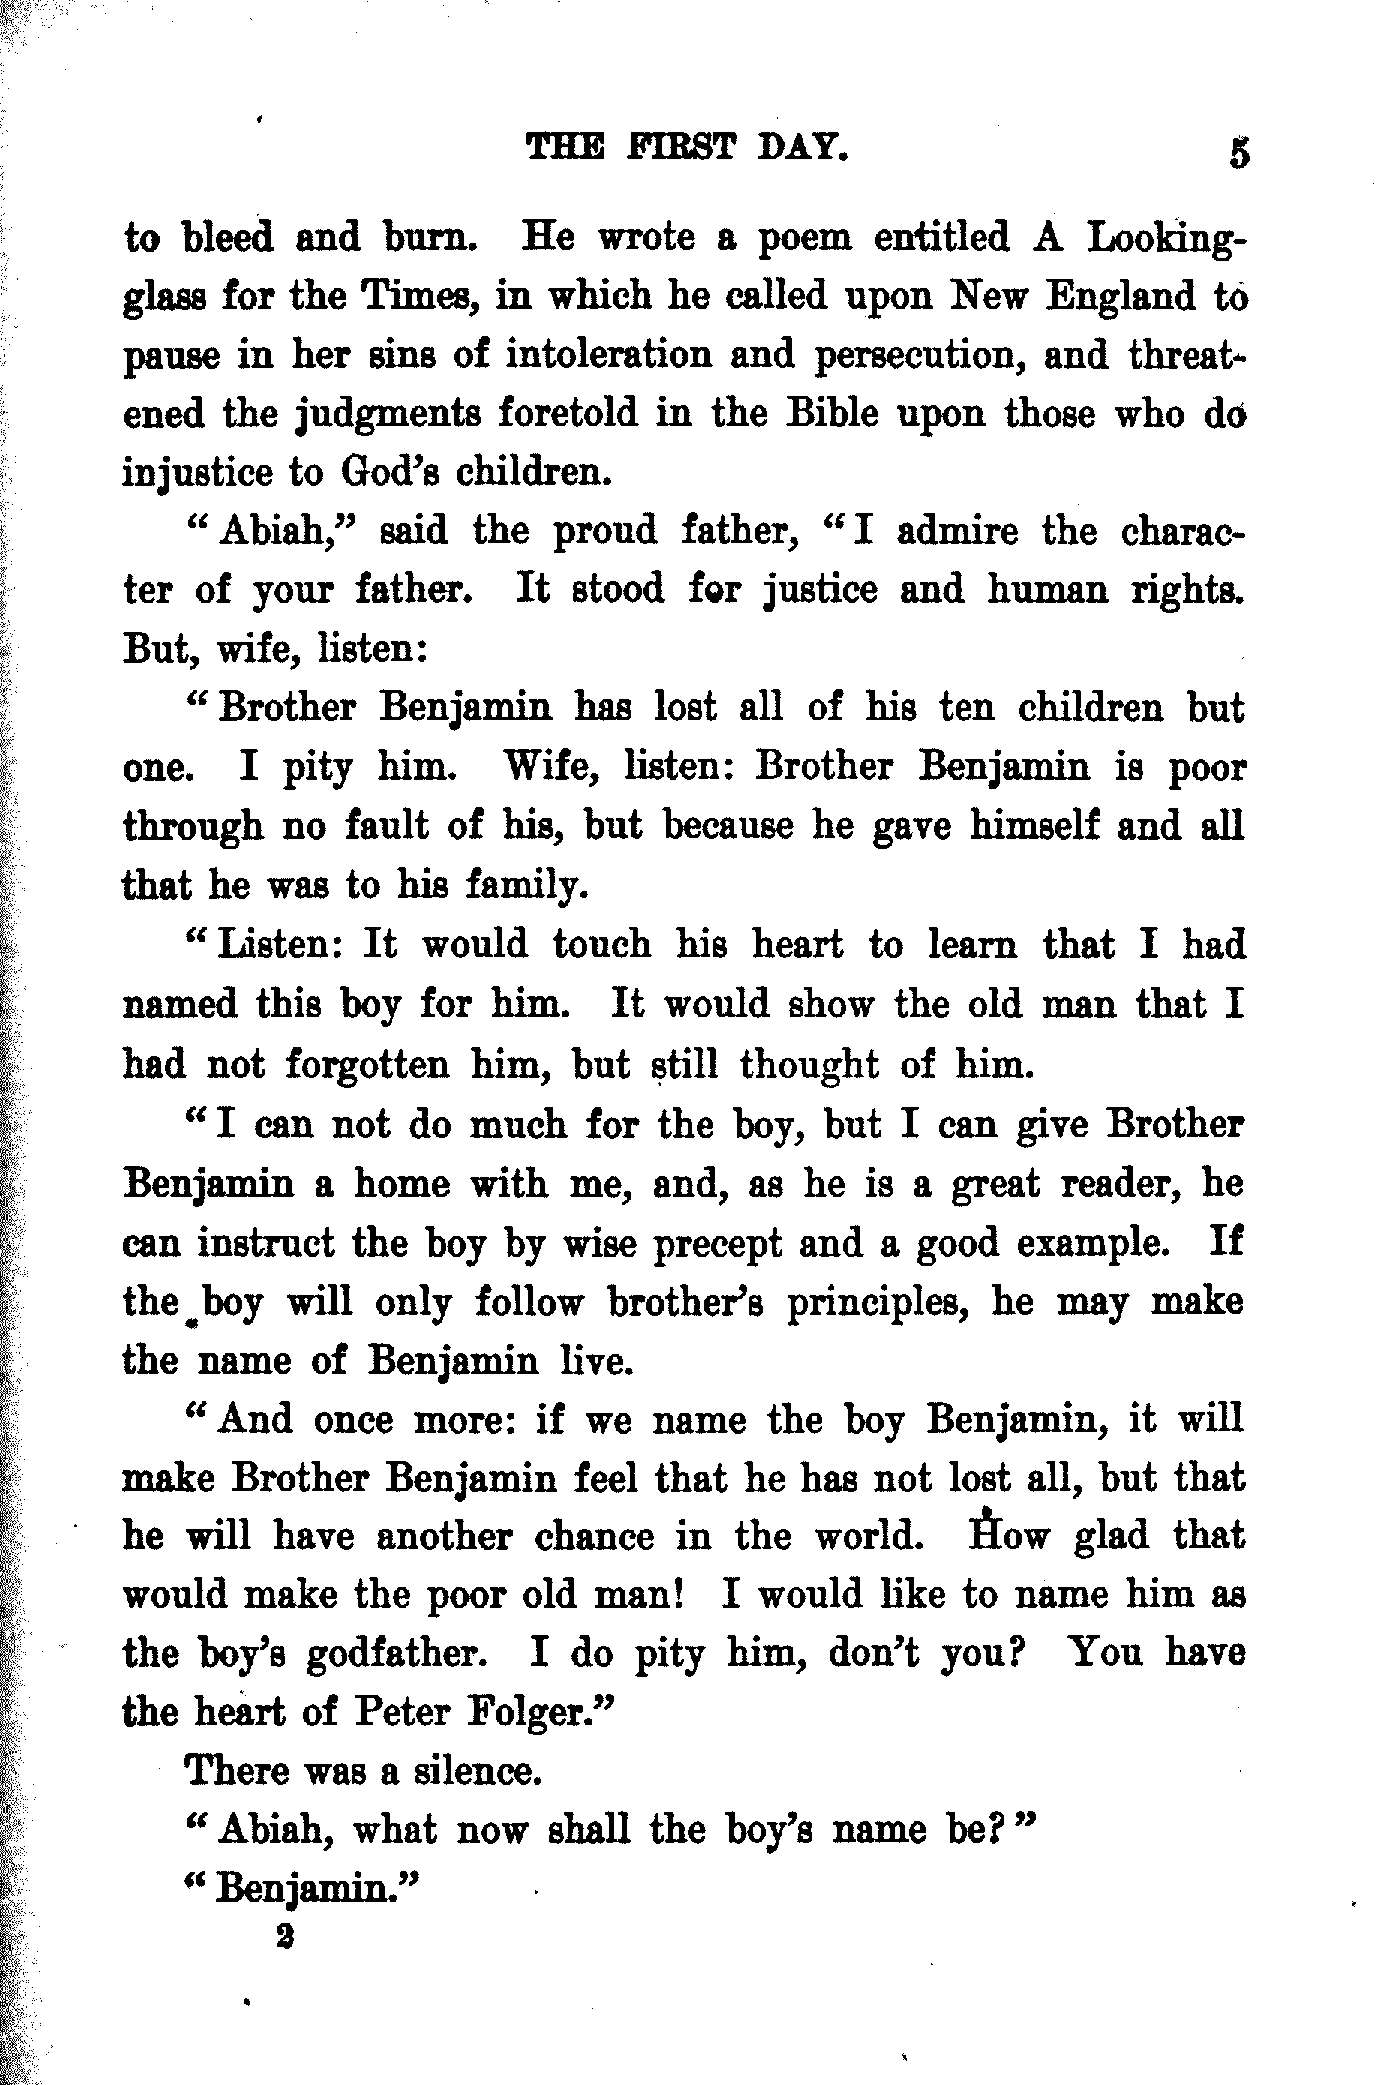 THE FIRST DAY. 5
to bleed and burn. He wrote a poem entitled A Looking-
glass for the Times, in which he called upon New England to
pause in her sins of intoleration and persecution, and threat-
ened the judgments foretold in the Bible upon those who do
injustice to God's children.
"Abiah," said the proud father, "I admire the charac-
ter of your father. It stood for justice and human rights.
But, wife, listen:
"Brother Benjamin has lost all of his ten children but
one. I pity him. Wife, listen: Brother Benjamin is poor
through no fault of his, but because he gave himself and all
that he was to his family.
"Listen: It would touch his heart to learn that I had
named this boy for him. It would show the old man that I
had not forgotten him, but still thought of him.
"I can not do much for the boy, but I can give Brother
Benjamin a home with me, and, as he is a great reader, he
can instruct the boy by wise precept and a good example. If
the boy will only follow brother's principles, he may make
the name of Benjamin live.
"And once more: if we name the boy Benjamin, it will
make Brother Benjamin feel that he has not lost all, but that
he will have another chance in the world. How glad that
would make the poor old man! I would like to name him as
the boy's godfather. I do pity him, don't you? You have
the heart of Peter Folger."
There was a silence.
"Abiah, what now shall the boy's name be?"
"Benjamin."
2